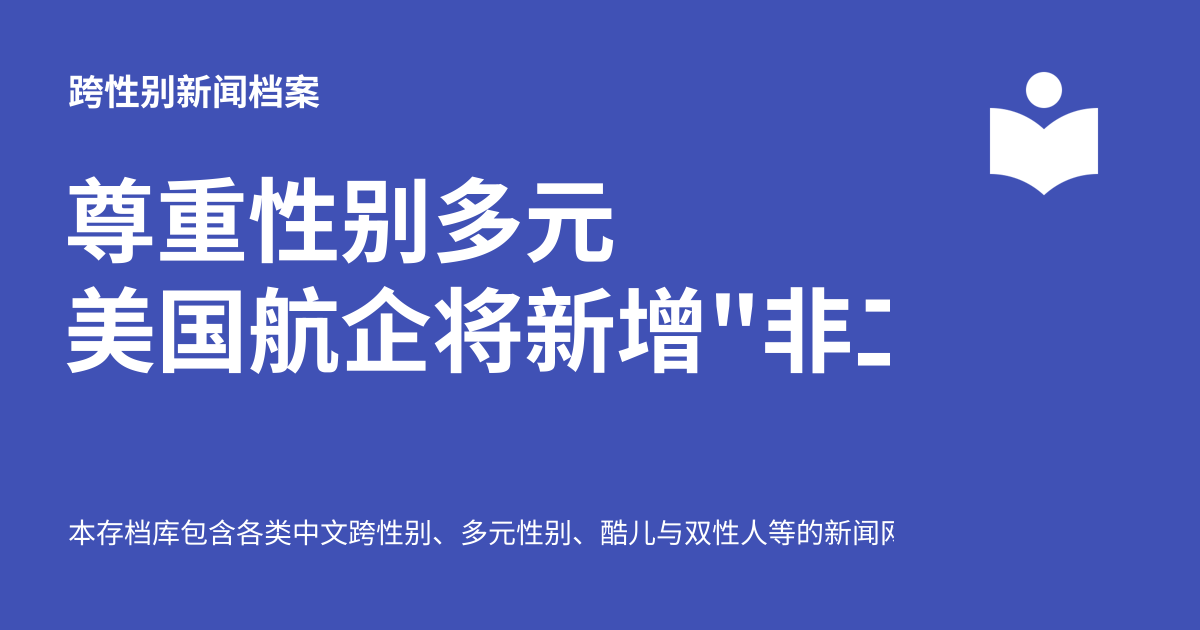 跨性别新闻档案
尊重性别多元
美国航企将新增"非
本存档库包含各类中文跨性别、多元性别、酷儿与双性人等的新闻